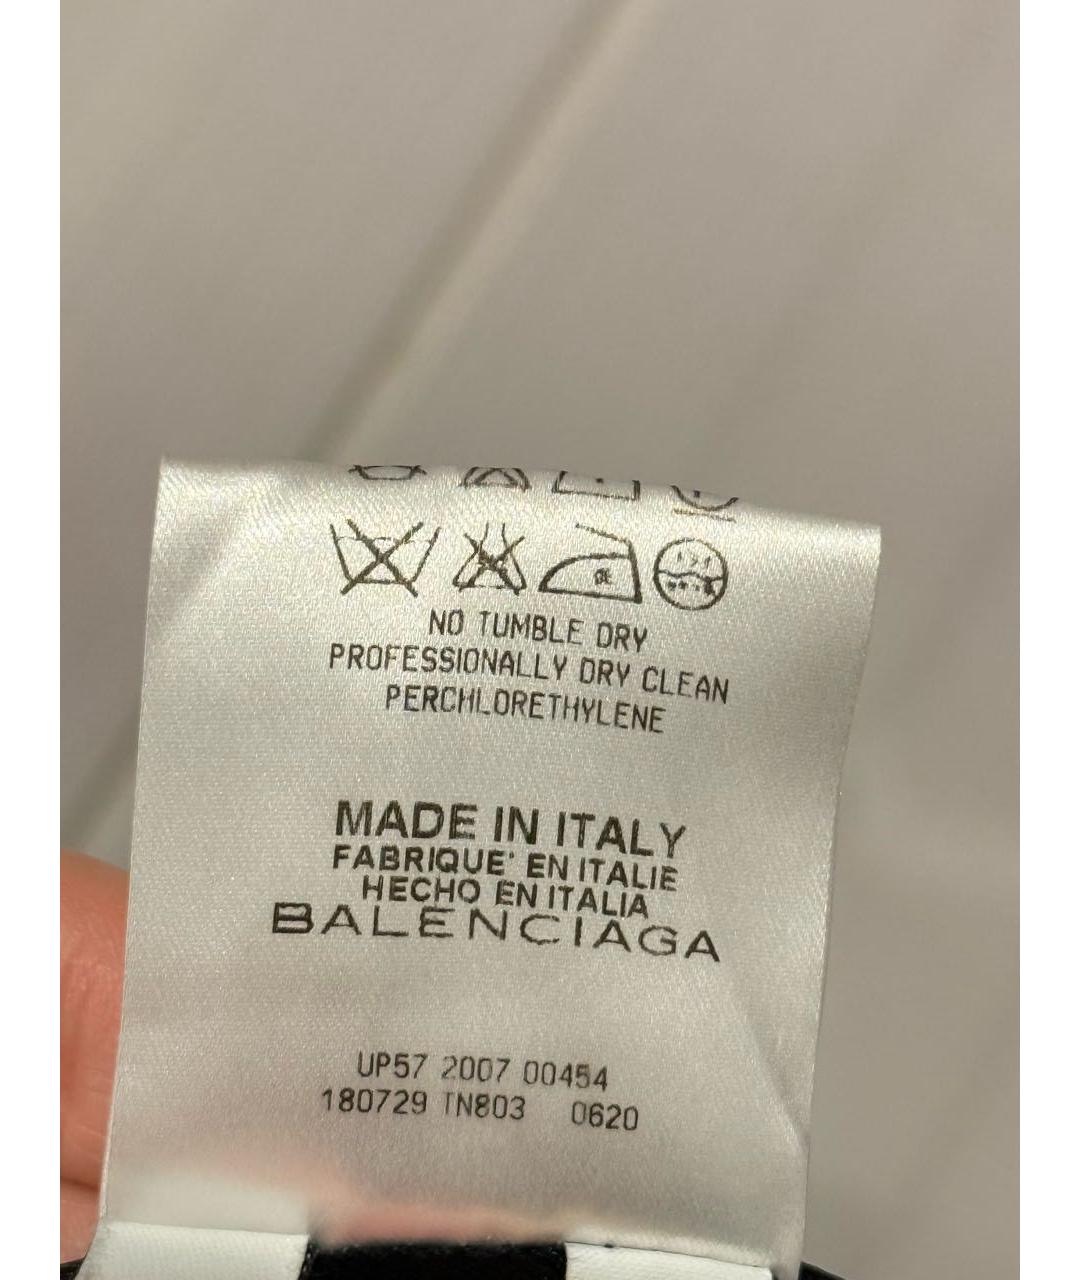 NO TUMBLE DRY
PROFESSIONALLY DRY CLEAN
PERCHLORETHYLENE
MADE IN ITALY
FABRIQUE' EN ITALIE
HECHO EN ITALIA
BALENCIAGA
UP57 2007 00454
180729 TN803 0620